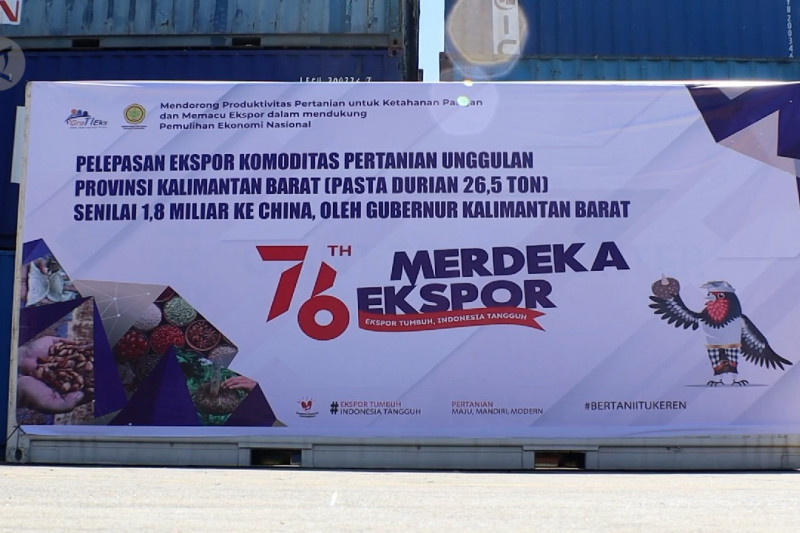 Mendorong Produktivitas Pertanian untuk Ketahanan Pangan
dan Memacu Ekspor dalam mendukung
Pemulihan Ekonomi Nasional
GraTiEks
PELEPASAN EKSPOR KOMODITAS PERTANIAN UNGGULAN
PROVINSI KALIMANTAN BARAT (PASTA DURIAN 26,5 TON)
SENILAI 1,8 MILIAR KE CHINA, OLEH GUBERNUR KALIMANTAN BARAT
76TH MERDEKA
EKSPOR
EKSPOR TUMBUH, INDONESIA TANGGUH
#EKSPOR TUMBUH
INDONESIA TANGGUH
PERTANIAN
MAJU, MANDIRI, MODERN
#BERTANIITUKEREN